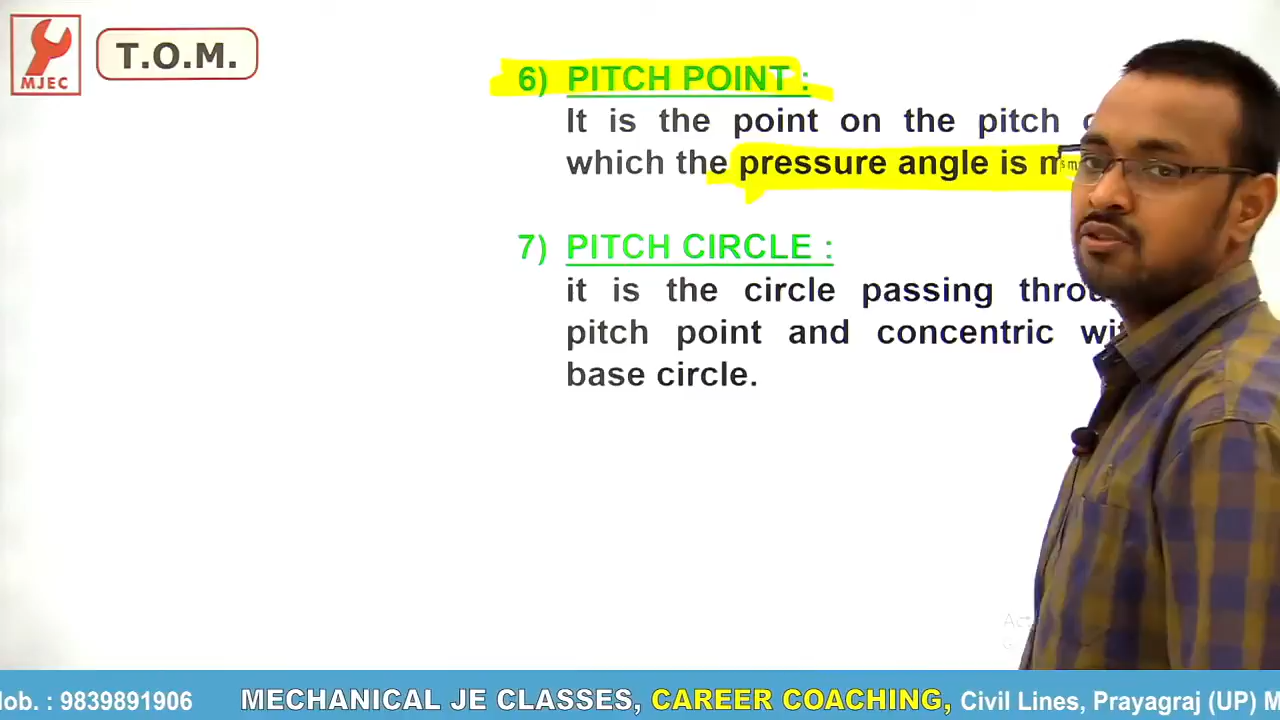 MJEC
T.O.M.
6) PITCH POINT :
It is the point on the pitch
which the pressure angle is
7) PITCH CIRCLE :
it is the circle passing
pitch point and concentric
base circle.
Mob. : 9839891906 MECHANICAL JE CLASSES, CAREER COACHING, Civil Lines, Prayagraj (UP)